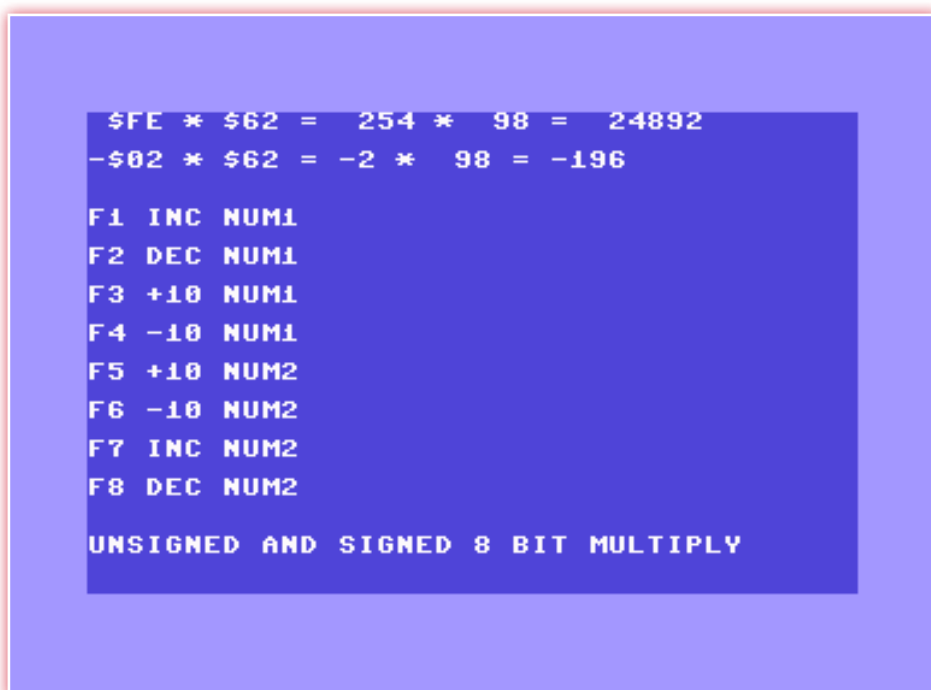 $FE * $62 =  254 *  98 =  24892
-$02 * $62 = -2 *  98 = -196
F1 INC NUM1
F2 DEC NUM1
F3 +10 NUM1
F4 -10 NUM1
F5 +10 NUM2
F6 -10 NUM2
F7 INC NUM2
F8 DEC NUM2
UNSIGNED AND SIGNED 8 BIT MULTIPLY